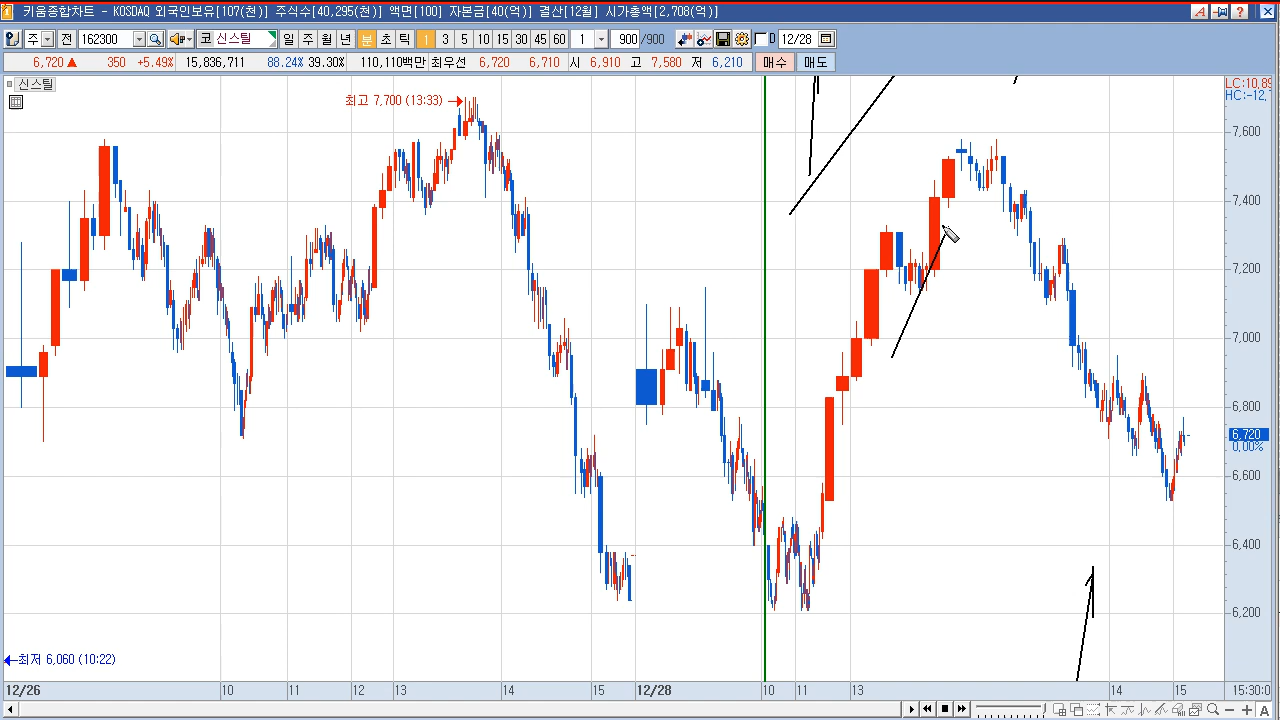 키움종합차트 - KOSDAQ 외국인보유[107(천)] 주식수[40,295(천)] 액면[100] 자본금[40(억)] 결산[12월] 시가총액[2,708(억)]
주 전 162300 코 신스틸 일 주 월 년 분 초 틱 1 3 5 10 15 30 45 60 1 900 /900 D 12/28
6,720 ▲ 350 +5.49% 15,836,711 88.24% 39.30% 110,110백만 최우선 6,720 6,710 시 6,910 고 7,580 저 6,210 매수 매도
신스틸
LC:10,89
HC:-12,
최고 7,700 (13:33)
7,600
7,400
7,200
7,000
6,800
6,720
0,00%
6,600
6,400
6,200
최저 6,060 (10:22)
12/26 10 11 12 13 14 15 12/28 10 11 13 14 15 15:30:0
A